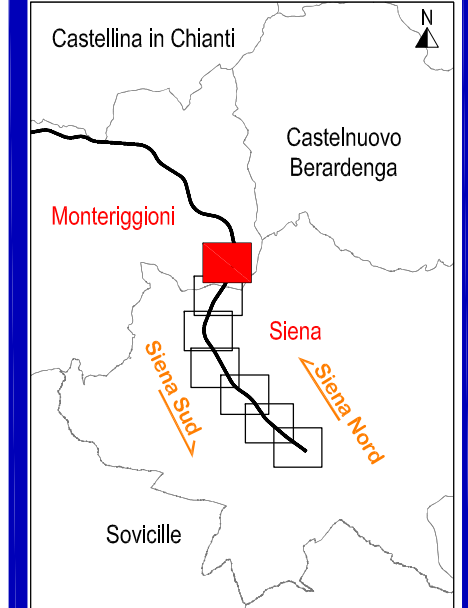 N
Castellina in Chianti
Castelnuovo
Berardenga
Monteriggioni
Siena
Siena Sud
Siena Nord
Sovicille